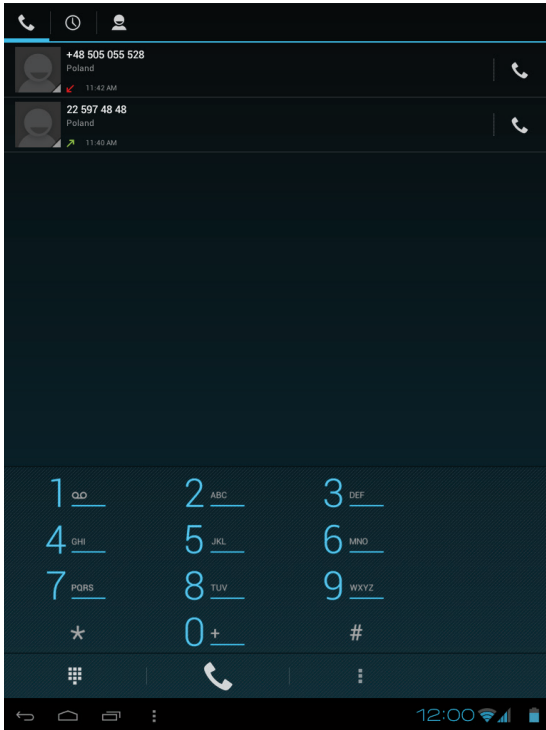 +48 505 055 528
Poland
11:42 AM
22 597 48 48
Poland
11:40 AM
1 2 ABC 3 DEF
4 GHI 5 JKL 6 MNO
7 PQRS 8 TUV 9 WXYZ
* 0 + #
12:00